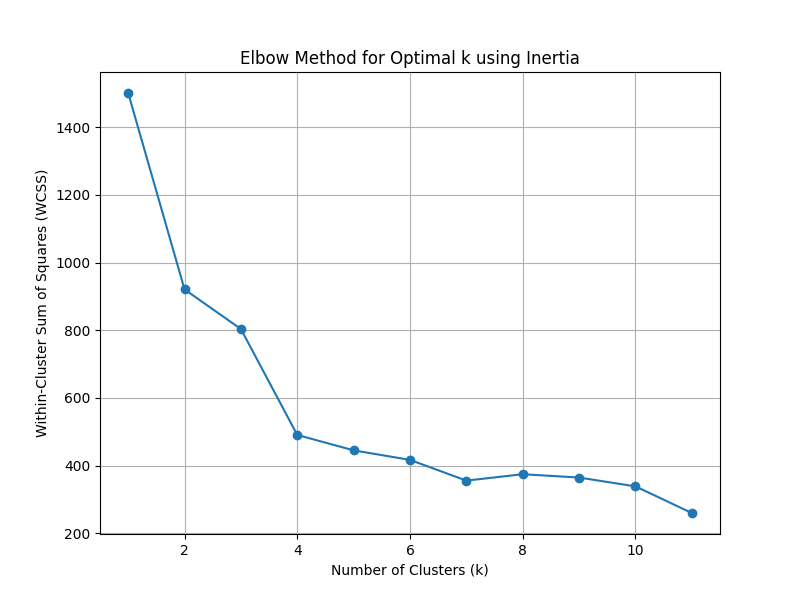 Elbow Method for Optimal k using Inertia
Within-Cluster Sum of Squares (WCSS)
1400
1200
1000
800
600
400
200
2 4 6 8 10
Number of Clusters (k)